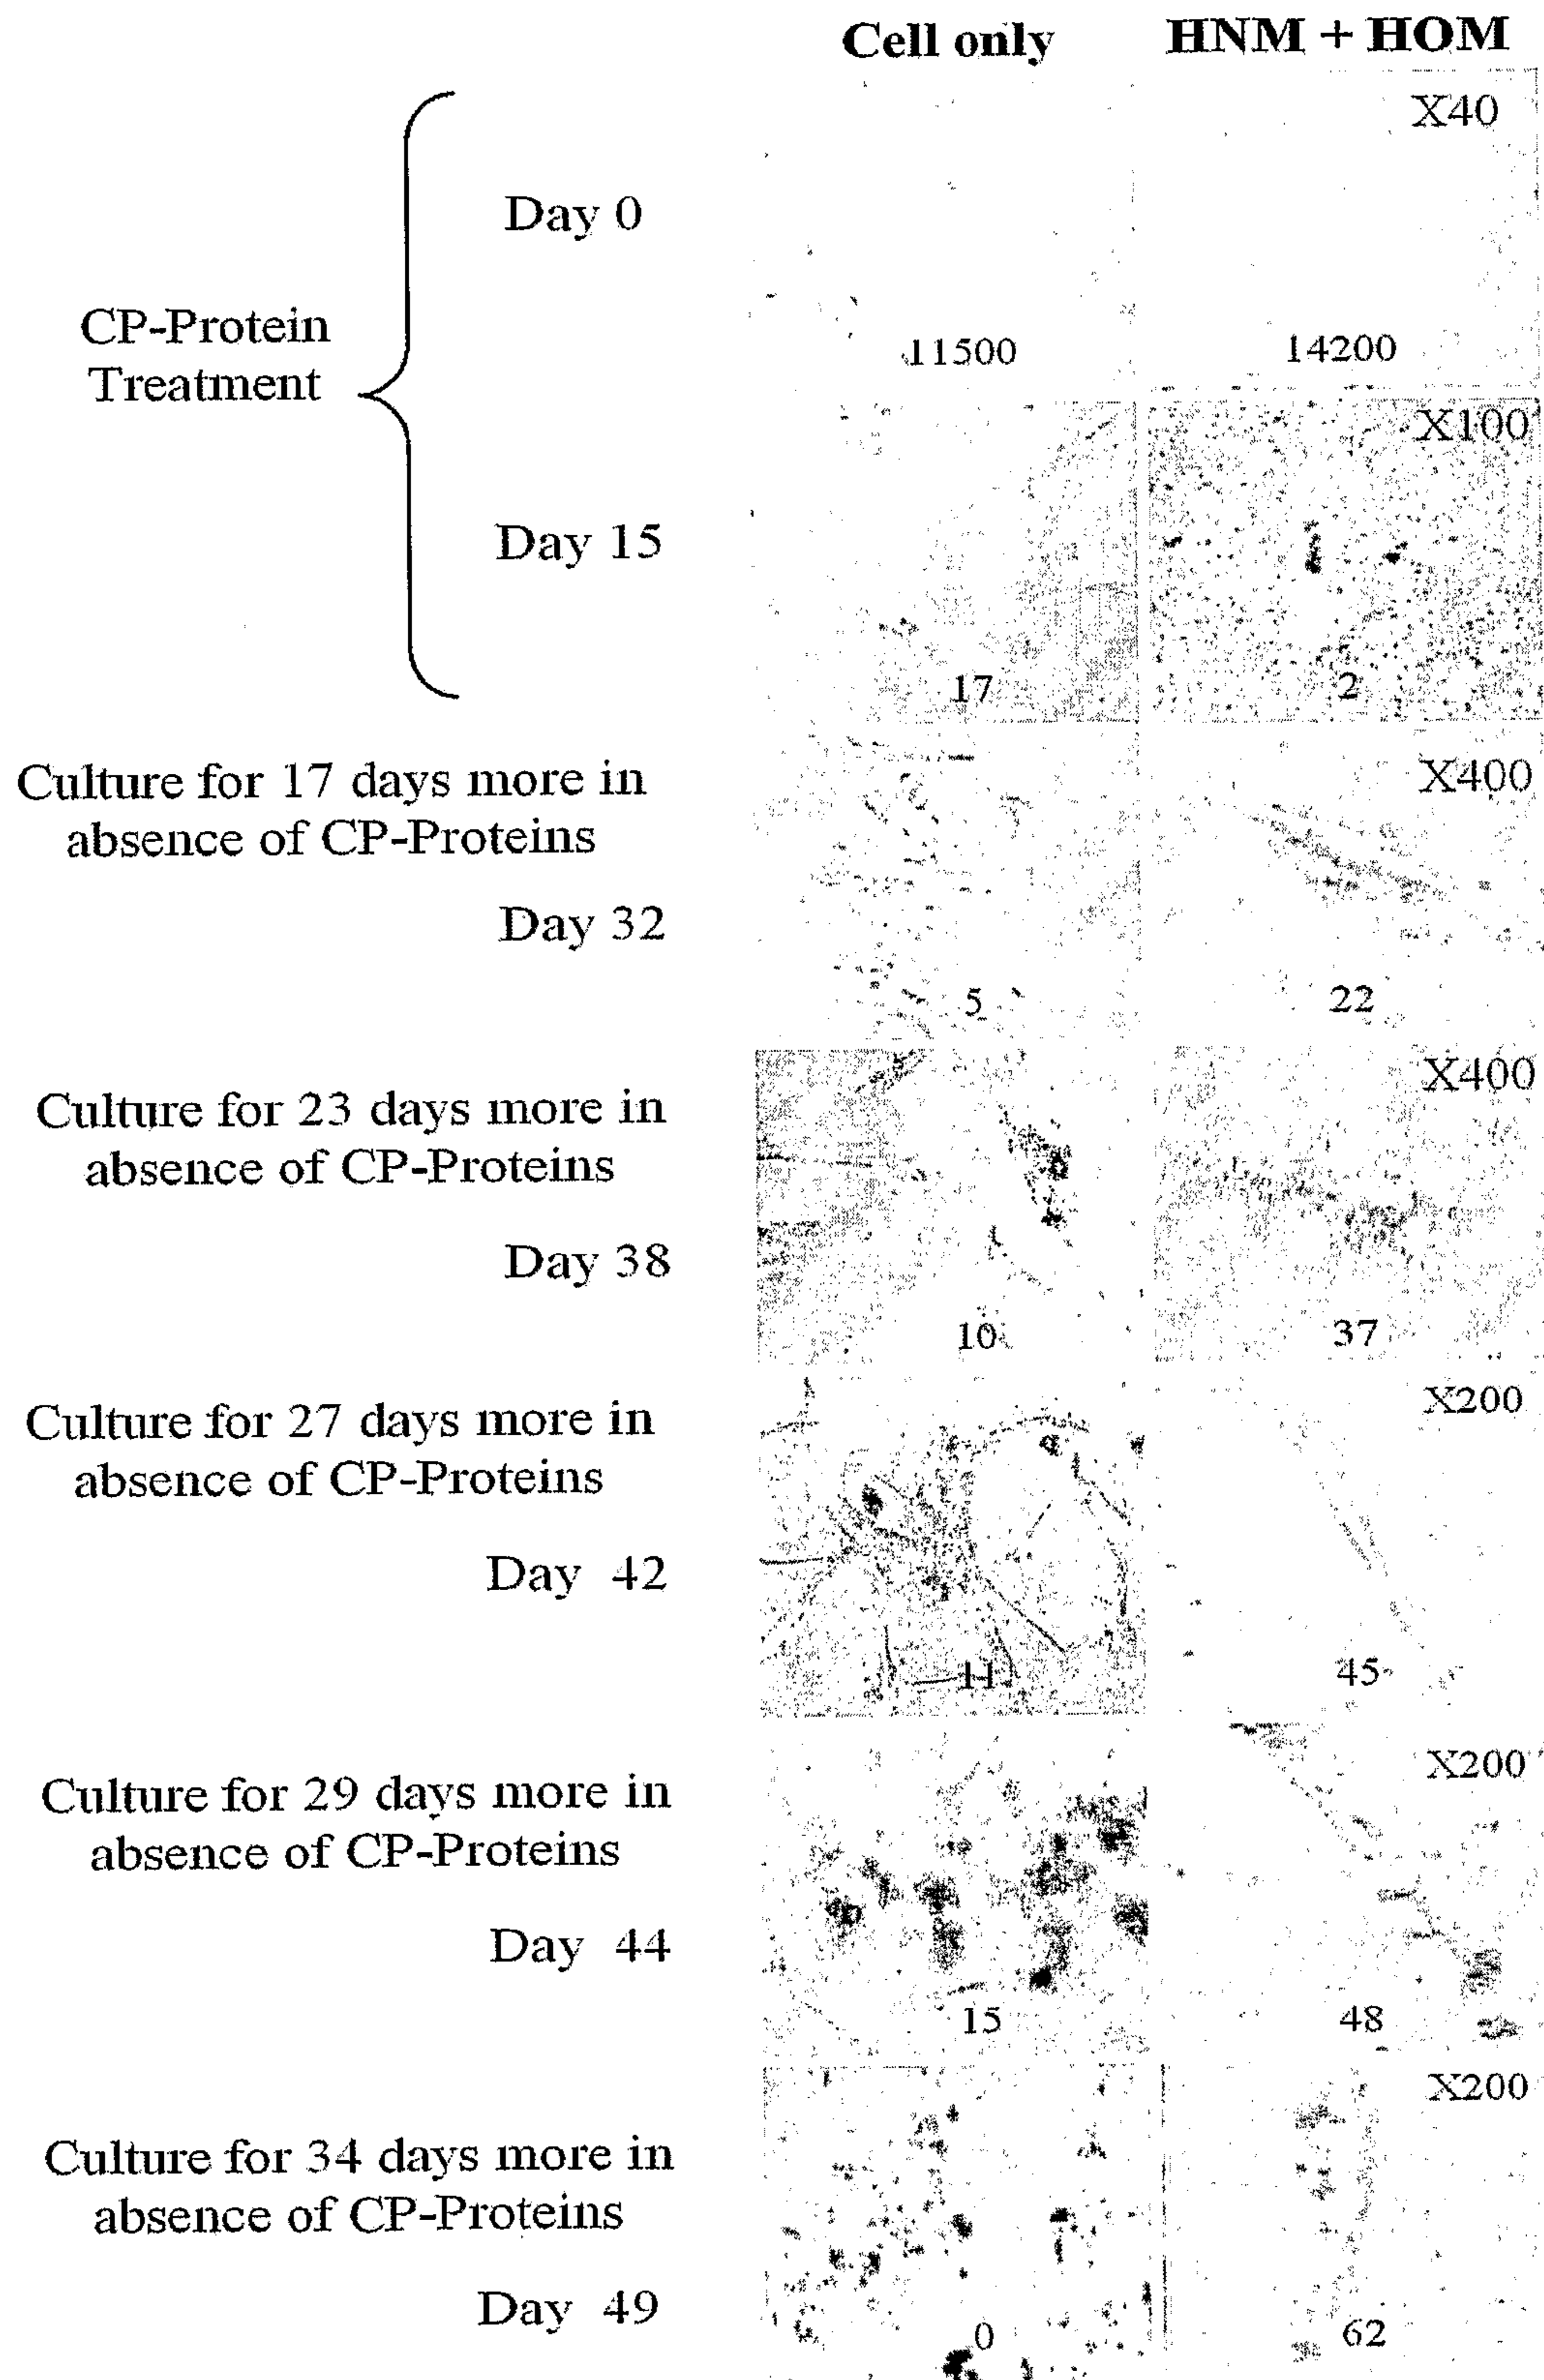 Cell only HNM + HOM
X40
Day 0
CP-Protein
Treatment
11500 14200
X100
Day 15
17 2
Culture for 17 days more in
absence of CP-Proteins
X400
Day 32
5 22
Culture for 23 days more in
absence of CP-Proteins
X400
Day 38
10 37
Culture for 27 days more in
absence of CP-Proteins
X200
Day 42
11 45
Culture for 29 days more in
absence of CP-Proteins
X200
Day 44
15 48
Culture for 34 days more in
absence of CP-Proteins
X200
Day 49
0 62